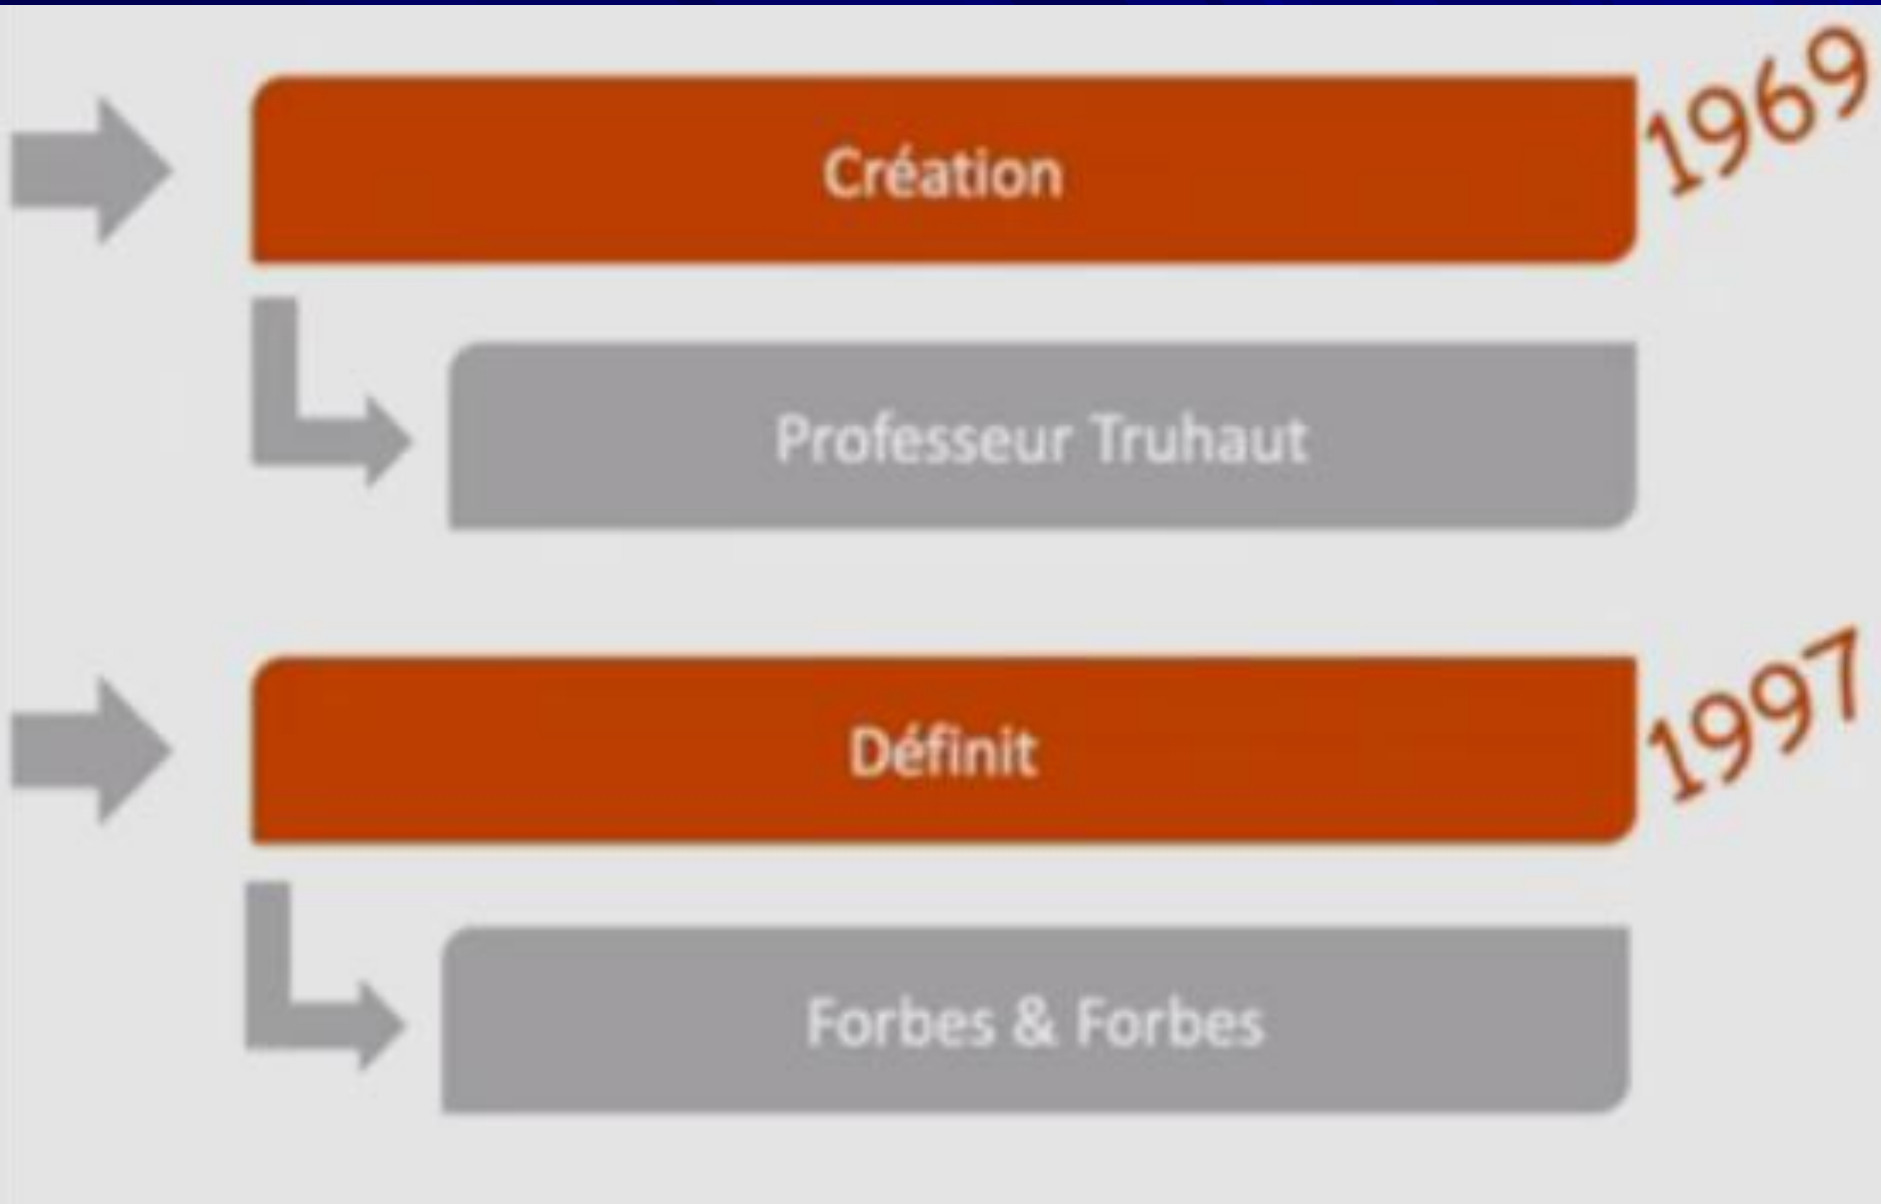 Création
1969
Professeur Truhaut
Définit
1997
Forbes & Forbes